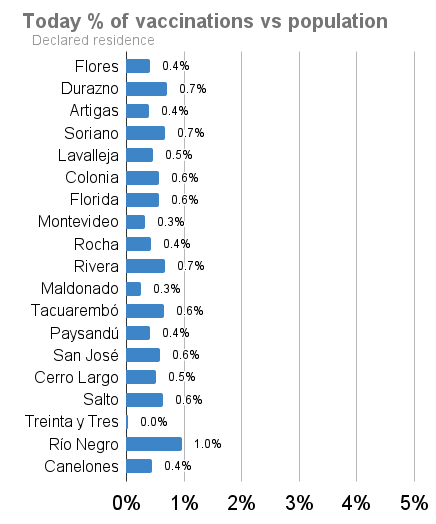 Today % of vaccinations vs population
Declared residence
Flores 0.4%
Durazno 0.7%
Artigas 0.4%
Soriano 0.7%
Lavalleja 0.5%
Colonia 0.6%
Florida 0.6%
Montevideo 0.3%
Rocha 0.4%
Rivera 0.7%
Maldonado 0.3%
Tacuarembó 0.6%
Paysandú 0.4%
San José 0.6%
Cerro Largo 0.5%
Salto 0.6%
Treinta y Tres 0.0%
Río Negro 1.0%
Canelones 0.4%
0% 1% 2% 3% 4% 5%